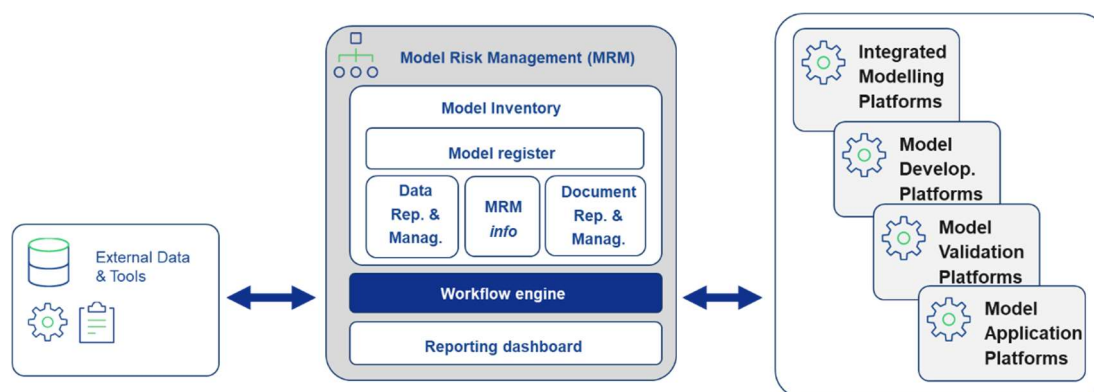 External Data
& Tools
Model Risk Management (MRM)
Model Inventory
Model register
Data
Rep. &
Manag.
MRM
info
Document
Rep. &
Manag.
Workflow engine
Reporting dashboard
Integrated
Modelling
Platforms
Model
Develop.
Platforms
Model
Validation
Platforms
Model
Application
Platforms